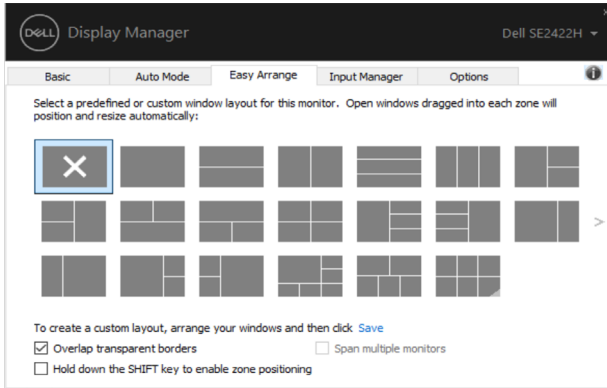 DELL Display Manager
Dell SE2422H
Basic Auto Mode Easy Arrange Input Manager Options
Select a predefined or custom window layout for this monitor. Open windows dragged into each zone will
position and resize automatically:
To create a custom layout, arrange your windows and then click Save
Overlap transparent borders
Span multiple monitors
Hold down the SHIFT key to enable zone positioning